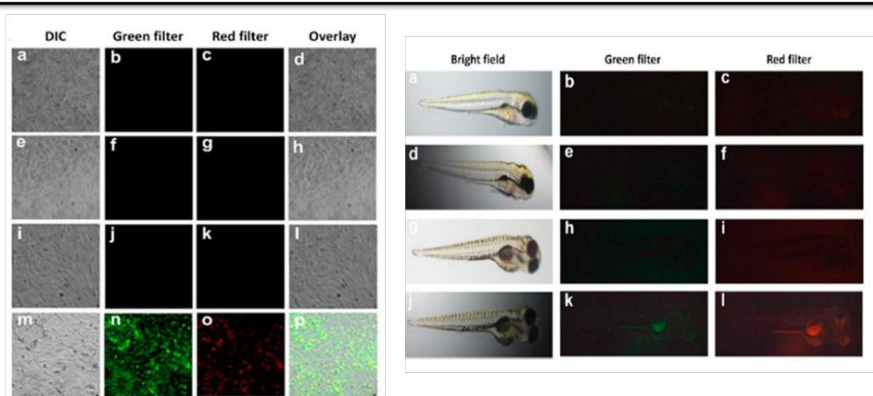 DIC Green filter Red filter Overlay
a b c d
e f g h
i j k l
m n o p
Bright field Green filter Red filter
a b c
d e f
g h i
j k l